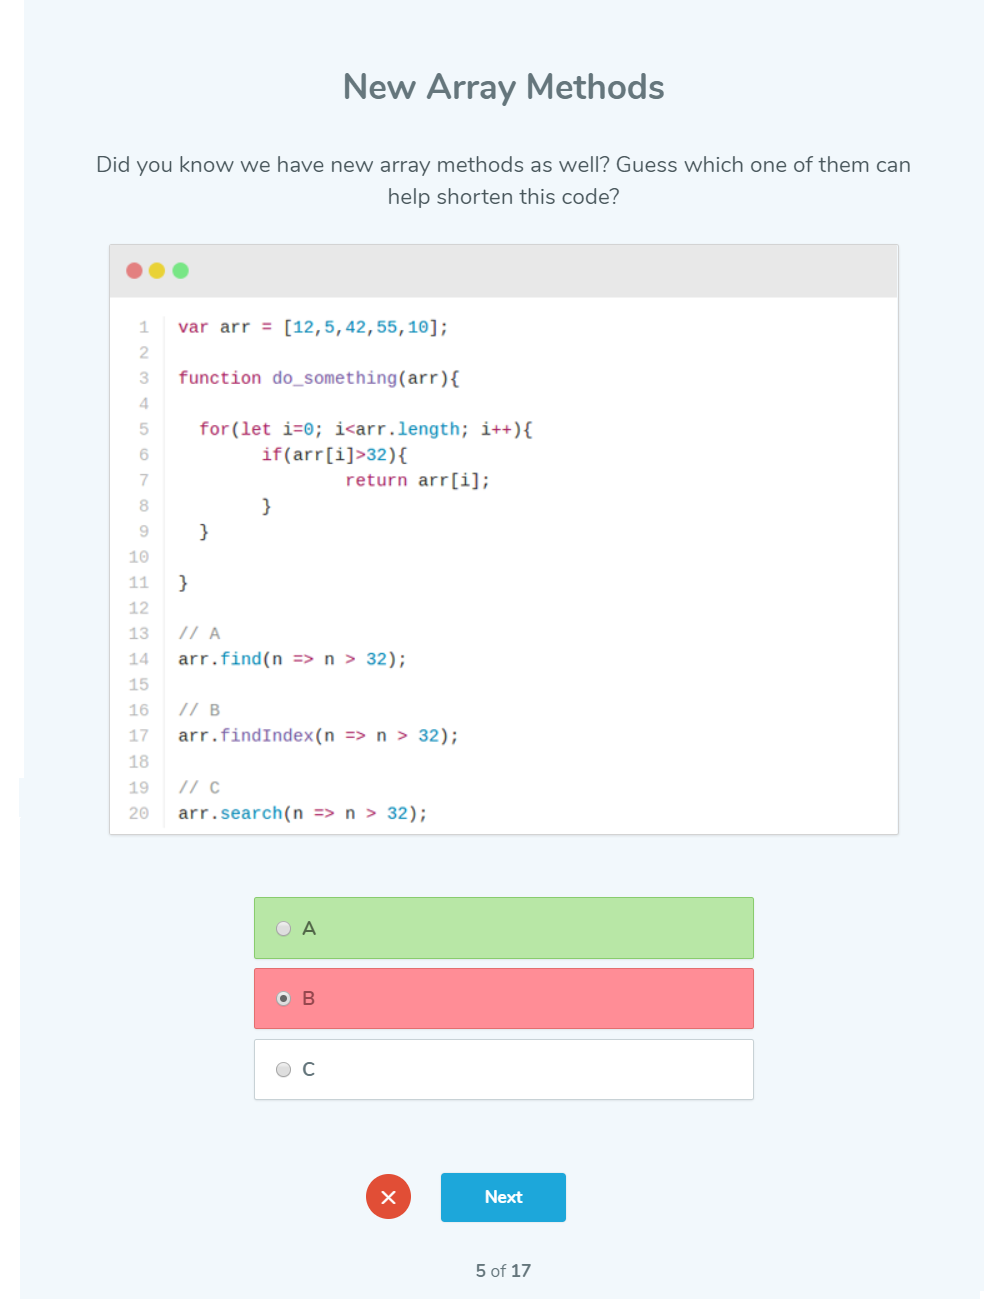 New Array Methods
Did you know we have new array methods as well? Guess which one of them can
help shorten this code?
1 var arr = [12,5,42,55,10];
2
3 function do_something(arr){
4
5   for(let i=0; i<arr.length; i++){
6         if(arr[i]>32){
7                 return arr[i];
8         }
9   }
10
11 }
12
13 // A
14 arr.find(n => n > 32);
15
16 // B
17 arr.findIndex(n => n > 32);
18
19 // C
20 arr.search(n => n > 32);
A
B
C
Next
5 of 17